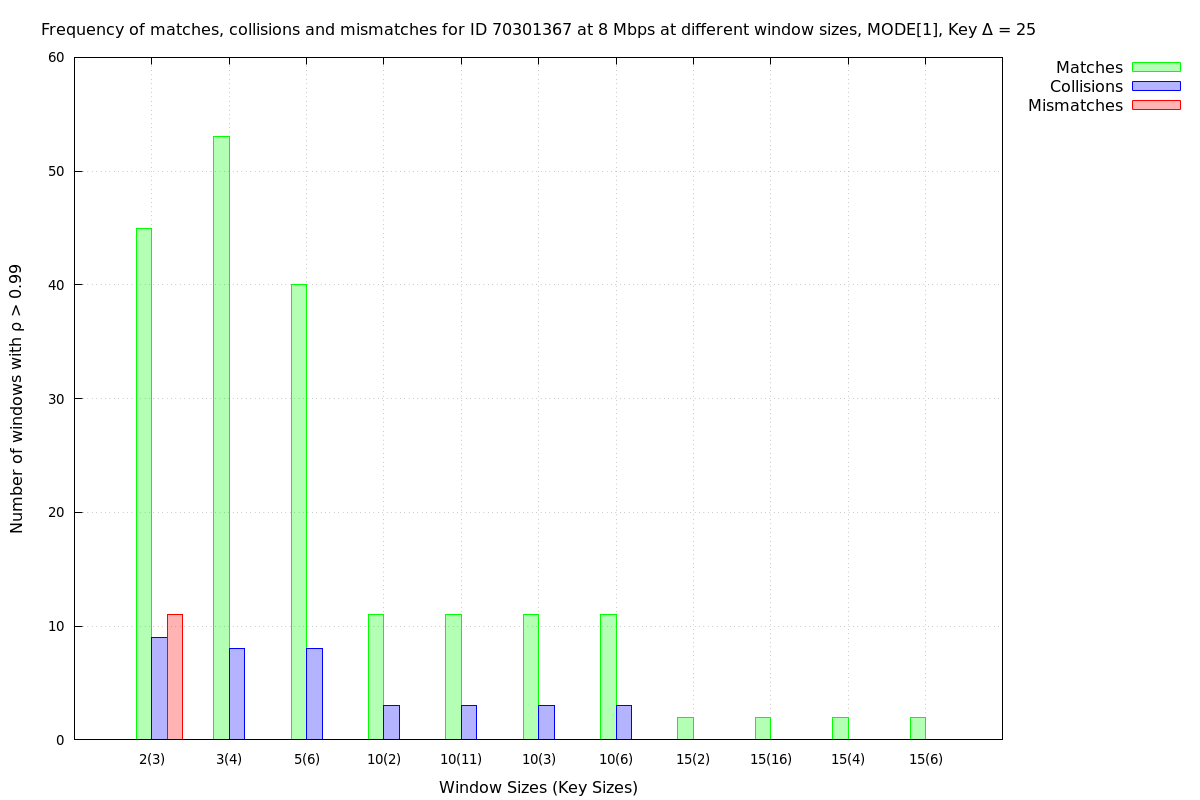 Frequency of matches, collisions and mismatches for ID 70301367 at 8 Mbps at different window sizes, MODE[1], Key Δ = 25
Matches
Collisions
Mismatches
Number of windows with ρ > 0.99
60
50
40
30
20
10
0
2(3) 3(4) 5(6) 10(2) 10(11) 10(3) 10(6) 15(2) 15(16) 15(4) 15(6)
Window Sizes (Key Sizes)